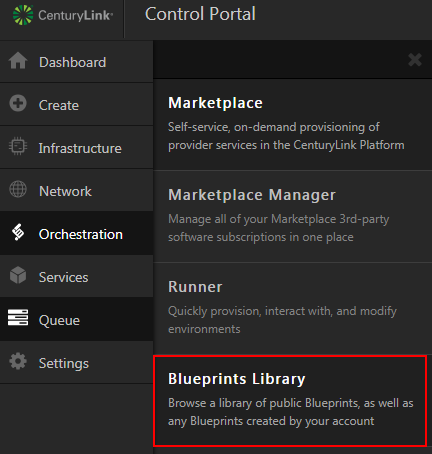 CenturyLink® Control Portal
Dashboard
Create
Infrastructure
Network
Orchestration
Services
Queue
Settings
Marketplace
Self-service, on-demand provisioning of
provider services in the CenturyLink Platform
Marketplace Manager
Manage all of your Marketplace 3rd-party
software subscriptions in one place
Runner
Quickly provision, interact with, and modify
environments
Blueprints Library
Browse a library of public Blueprints, as well as
any Blueprints created by your account